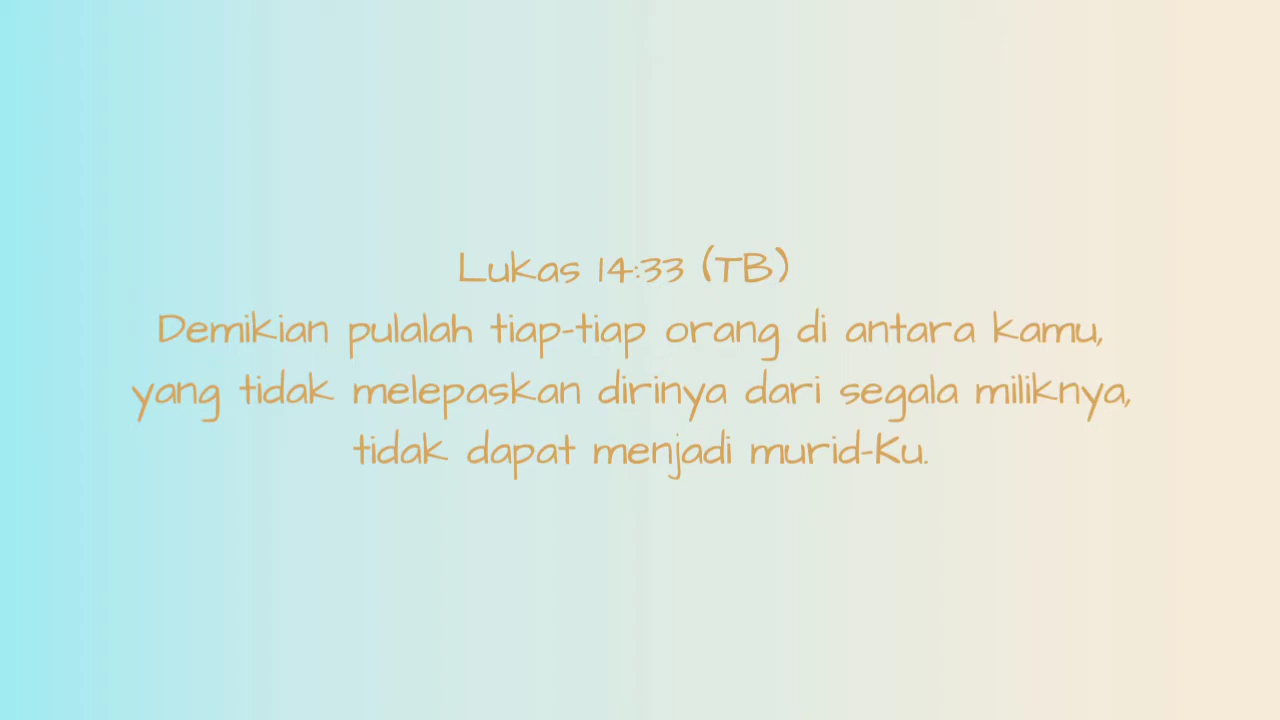 Lukas 14:33 (TB)
Demikian pulalah tiap-tiap orang di antara kamu,
yang tidak melepaskan dirinya dari segala miliknya,
tidak dapat menjadi murid-Ku.